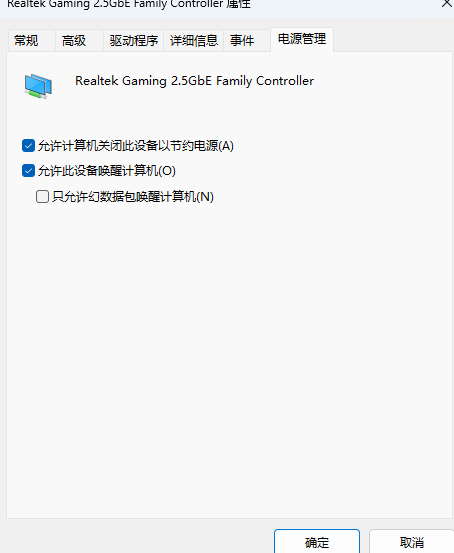 Realtek Gaming 2.5GbE Family Controller 属性
常规 高级 驱动程序 详细信息 事件 电源管理
Realtek Gaming 2.5GbE Family Controller
允许计算机关闭此设备以节约电源(A)
允许此设备唤醒计算机(O)
只允许幻数据包唤醒计算机(N)
确定 取消